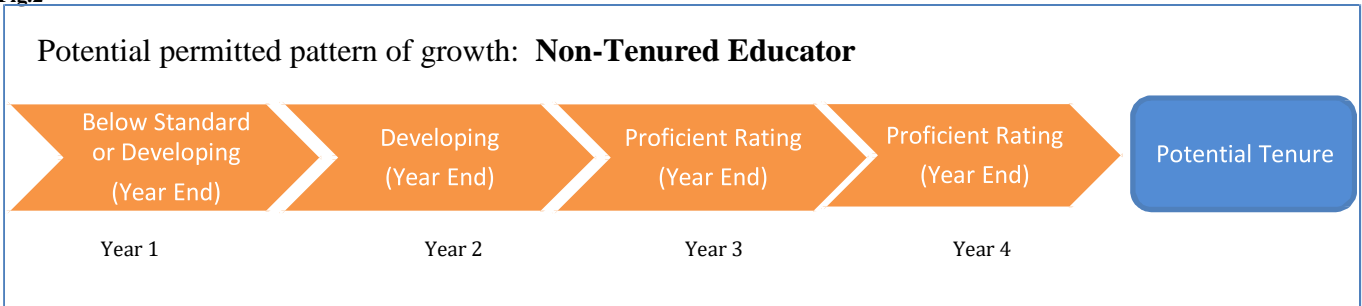 Potential permitted pattern of growth: Non-Tenured Educator
Below Standard
or Developing
(Year End)
Developing
(Year End)
Proficient Rating
(Year End)
Proficient Rating
(Year End)
Potential Tenure
Year 1
Year 2
Year 3
Year 4